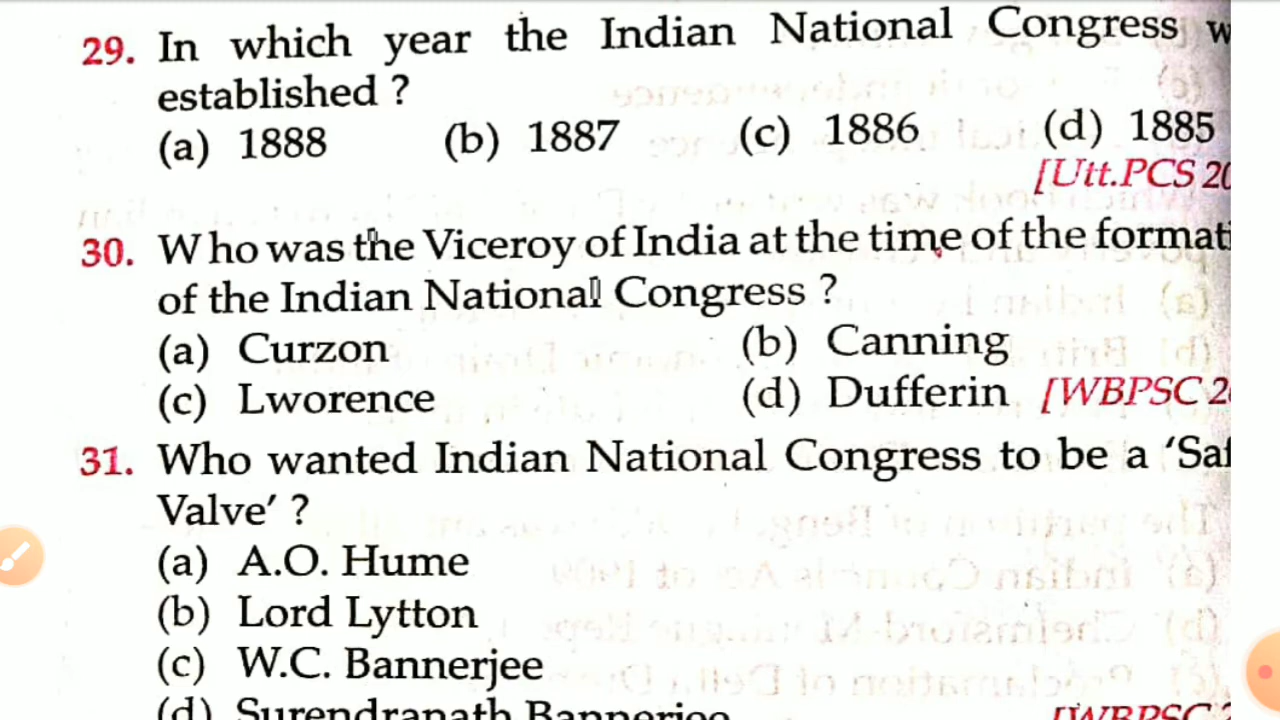 29. In which year the Indian National Congress
established ?
(a) 1888 (b) 1887 (c) 1886 (d) 1885
[Utt.PCS
30. Who was the Viceroy of India at the time of the
of the Indian National Congress ?
(a) Curzon (b) Canning
(c) Lworence (d) Dufferin [WBPSC
31. Who wanted Indian National Congress to be a
Valve' ?
(a) A.O. Hume
(b) Lord Lytton
(c) W.C. Bannerjee
(d) Surendranath Bannerjee